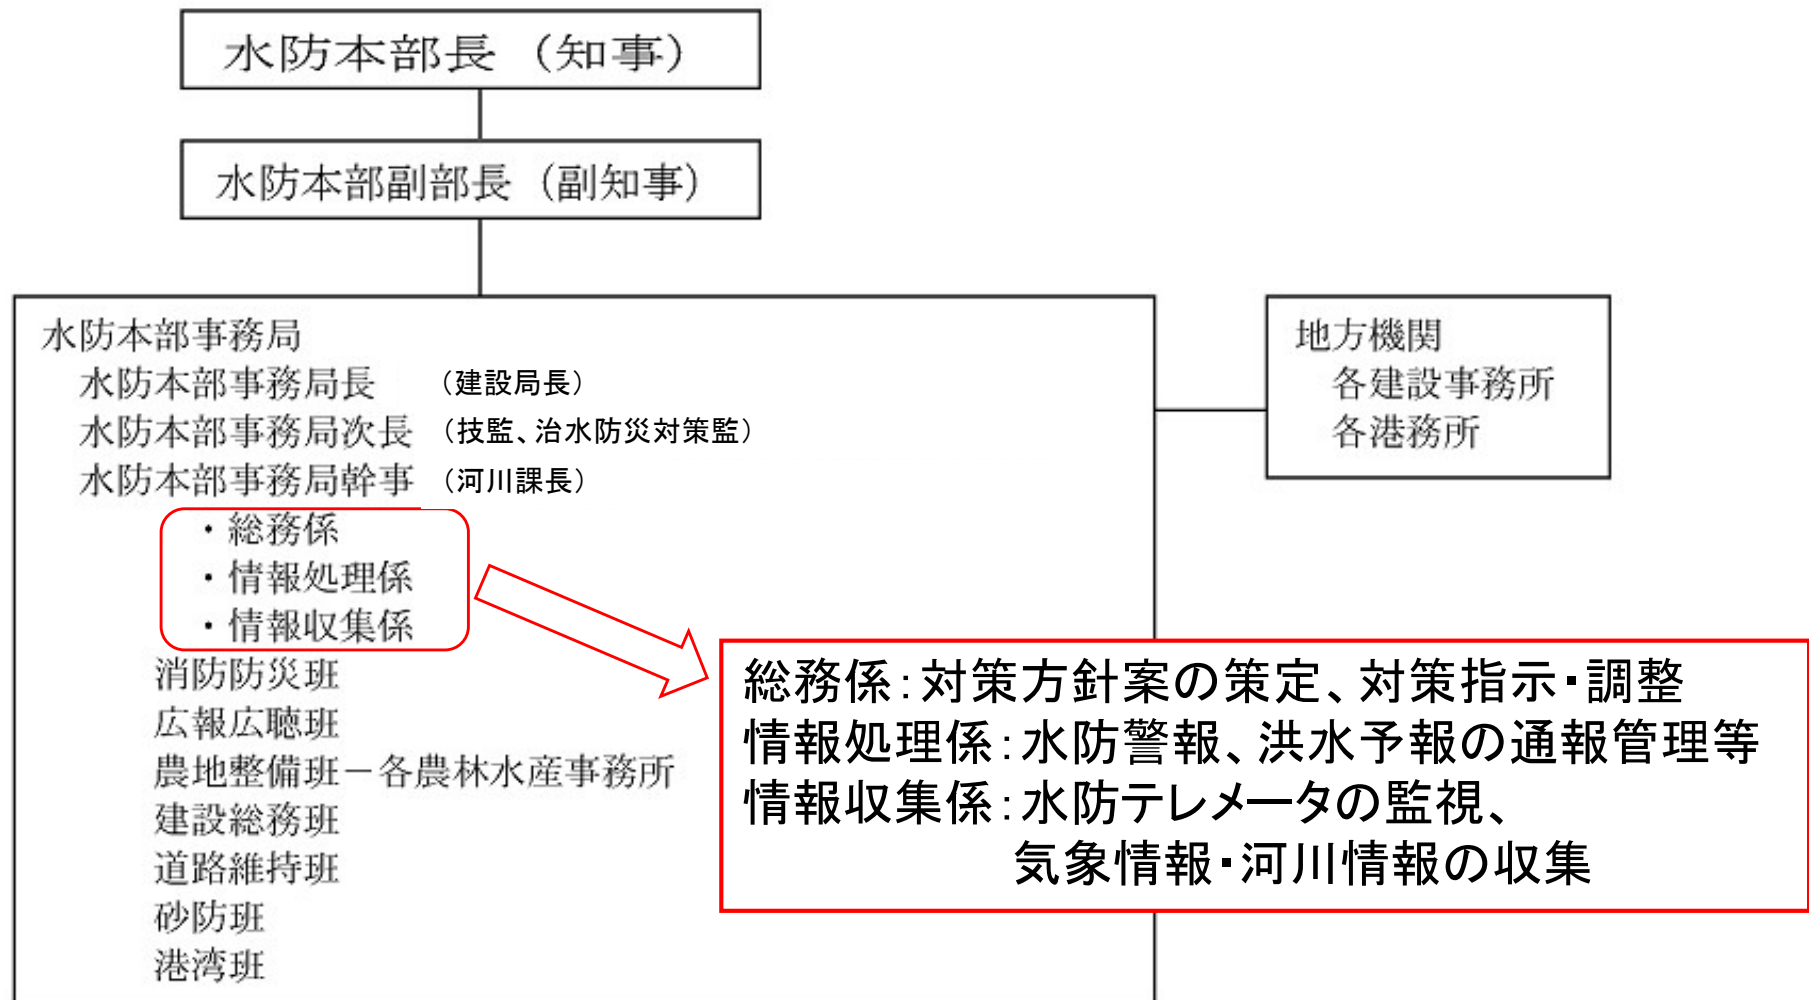 水防本部長（知事）
水防本部副部長（副知事）
水防本部事務局
水防本部事務局長（建設局長）
水防本部事務局次長（技監、治水防災対策監）
水防本部事務局幹事（河川課長）
・総務係
・情報処理係
・情報収集係
消防防災班
広報広聴班
農地整備班－各農林水産事務所
建設総務班
道路維持班
砂防班
港湾班
地方機関
各建設事務所
各港務所
総務係：対策方針案の策定、対策指示・調整
情報処理係：水防警報、洪水予報の通報管理等
情報収集係：水防テレメータの監視、
気象情報・河川情報の収集